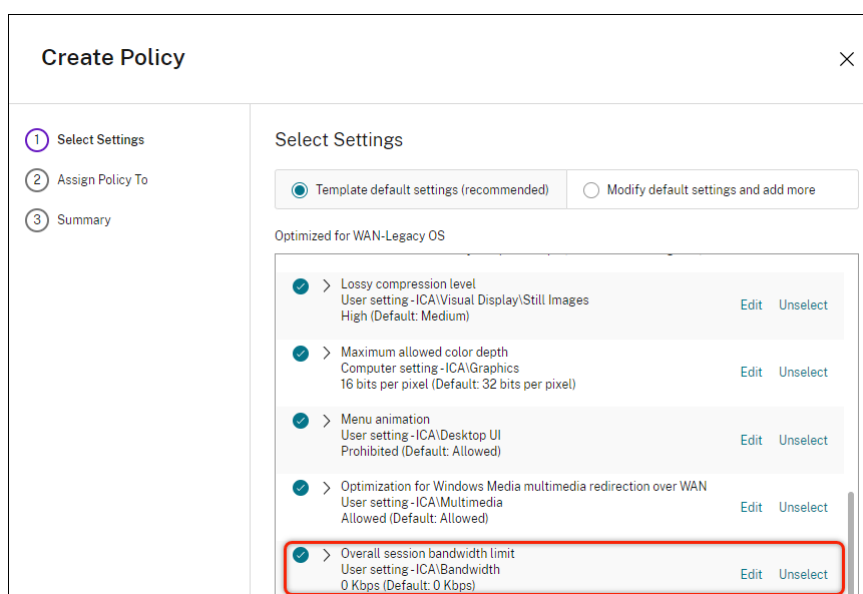 Create Policy
1 Select Settings
2 Assign Policy To
3 Summary
Select Settings
Template default settings (recommended)
Modify default settings and add more
Optimized for WAN-Legacy OS
Lossy compression level
User setting - ICA\Visual Display\Still Images
High (Default: Medium)
Edit Unselect
Maximum allowed color depth
Computer setting - ICA\Graphics
16 bits per pixel (Default: 32 bits per pixel)
Edit Unselect
Menu animation
User setting - ICA\Desktop UI
Prohibited (Default: Allowed)
Edit Unselect
Optimization for Windows Media multimedia redirection over WAN
User setting - ICA\Multimedia
Allowed (Default: Allowed)
Edit Unselect
Overall session bandwidth limit
User setting - ICA\Bandwidth
0 Kbps (Default: 0 Kbps)
Edit Unselect